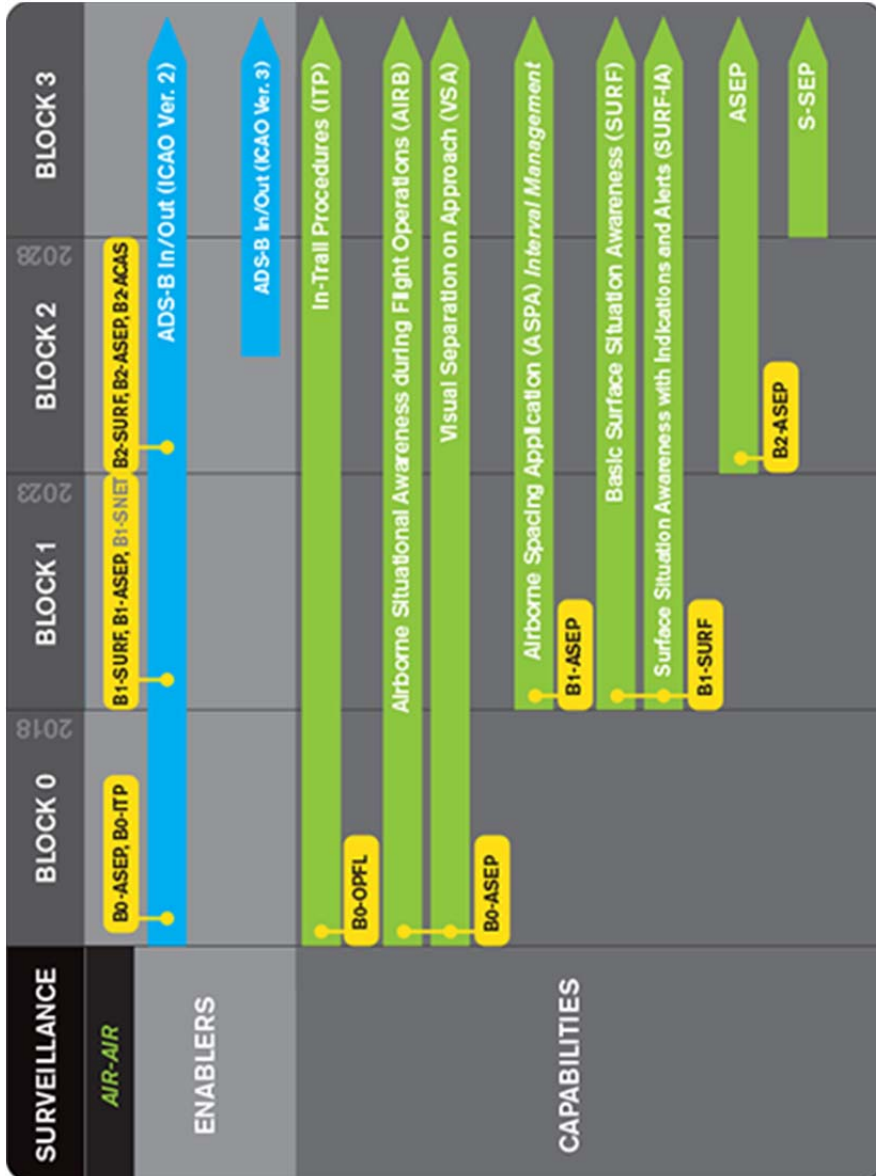 SURVEILLANCE
BLOCK 0
2018
BLOCK 1
2023
BLOCK 2
2028
BLOCK 3
AIR-AIR
B0-ASEP, B0-ITP
B1-SURF, B1-ASEP, B1-SNET
B2-SURF, B2-ASEP, B2-ACAS
ENABLERS
ADS-B In/Out (ICAO Ver. 2)
ADS-B In/Out (ICAO Ver. 3)
CAPABILITIES
In-Trail Procedures (ITP)
B0-OPFL
Airborne Situational Awareness during Flight Operations (AIRB)
Visual Separation on Approach (VSA)
B0-ASEP
Airborne Spacing Application (ASPA) Interval Management
B1-ASEP
Basic Surface Situation Awareness (SURF)
Surface Situation Awareness with Indications and Alerts (SURF-IA)
B1-SURF
ASEP
B2-ASEP
S-SEP